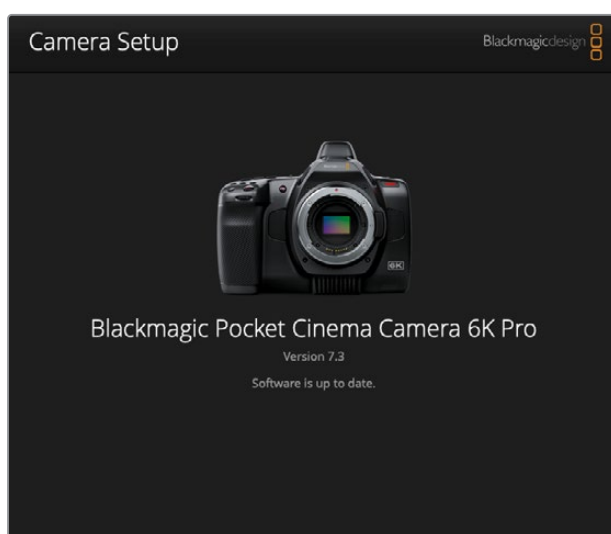 Camera Setup
Blackmagicdesign
6K
Blackmagic Pocket Cinema Camera 6K Pro
Version 7.3
Software is up to date.